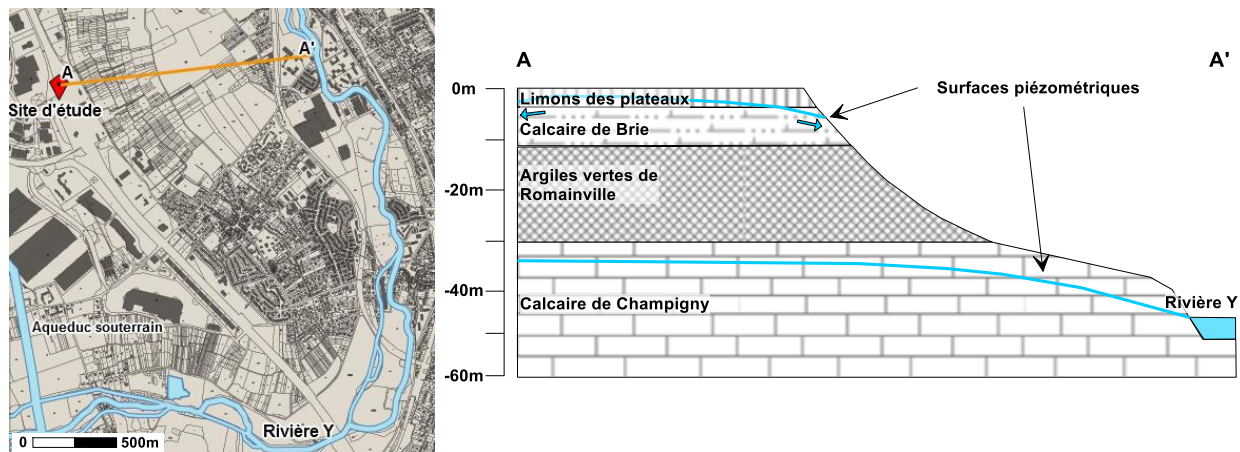 A
A'
Site d'étude
Aqueduc souterrain
Rivière Y
0 500m
A
A'
0m
-20m
-40m
-60m
Surfaces piézométriques
Limons des plateaux
Calcaire de Brie
Argiles vertes de
Romainville
Calcaire de Champigny
Rivière Y